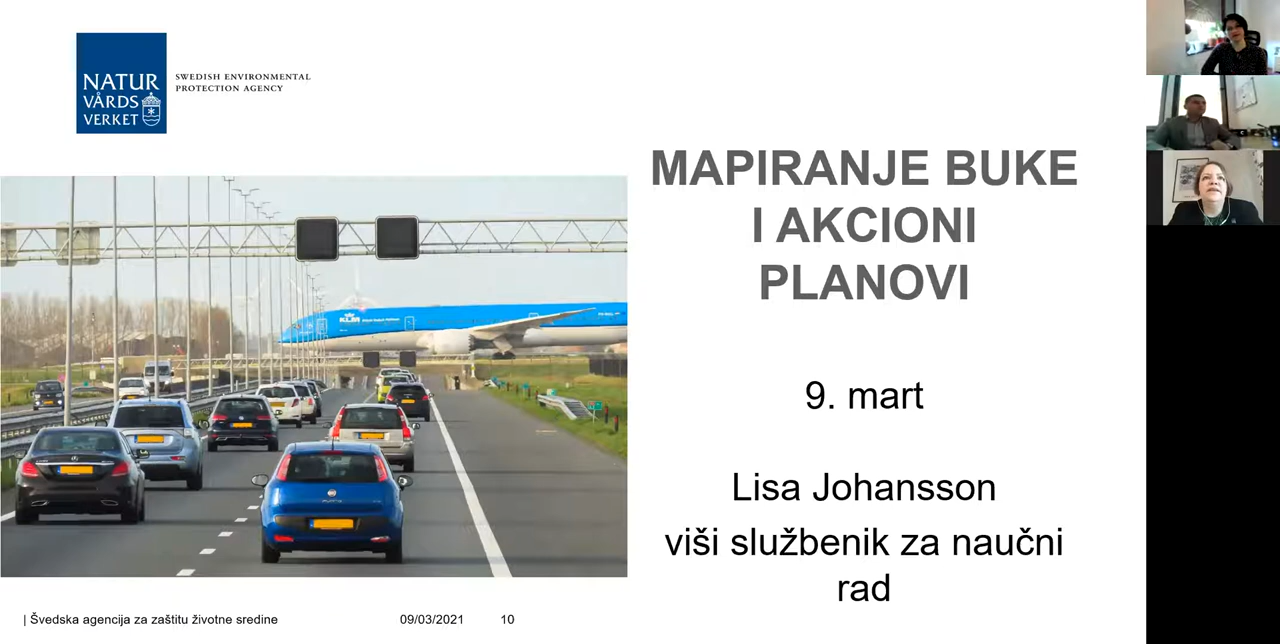 NATUR
VÅRDS
VERKET
SWEDISH ENVIRONMENTAL
PROTECTION AGENCY
MAPIRANJE BUKE
I AKCIONI
PLANOVI
KLM
9. mart
Lisa Johansson
viši službenik za naučni
rad
| Švedska agencija za zaštitu životne sredine
09/03/2021
10